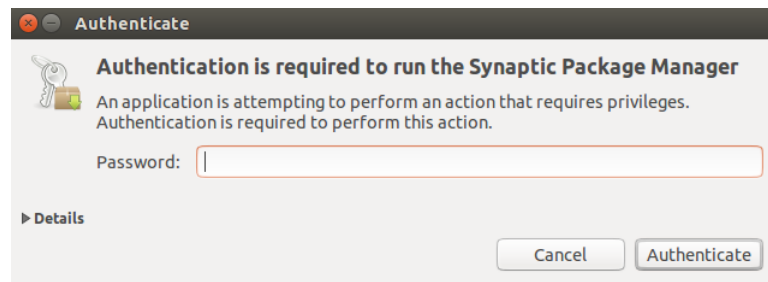 Authenticate
Authentication is required to run the Synaptic Package Manager
An application is attempting to perform an action that requires privileges.
Authentication is required to perform this action.
Password:
Details
Cancel Authenticate